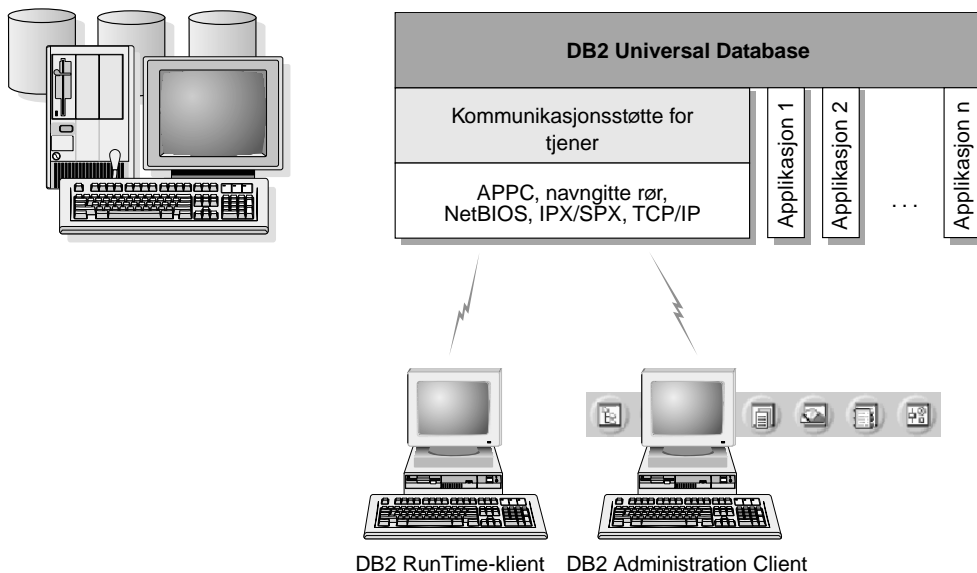 DB2 Universal Database
Kommunikasjonsstøtte for
tjener
APPC, navngitte rør,
NetBIOS, IPX/SPX, TCP/IP
Applikasjon 1
Applikasjon 2
. . .
Applikasjon n
DB2 RunTime-klient
DB2 Administration Client